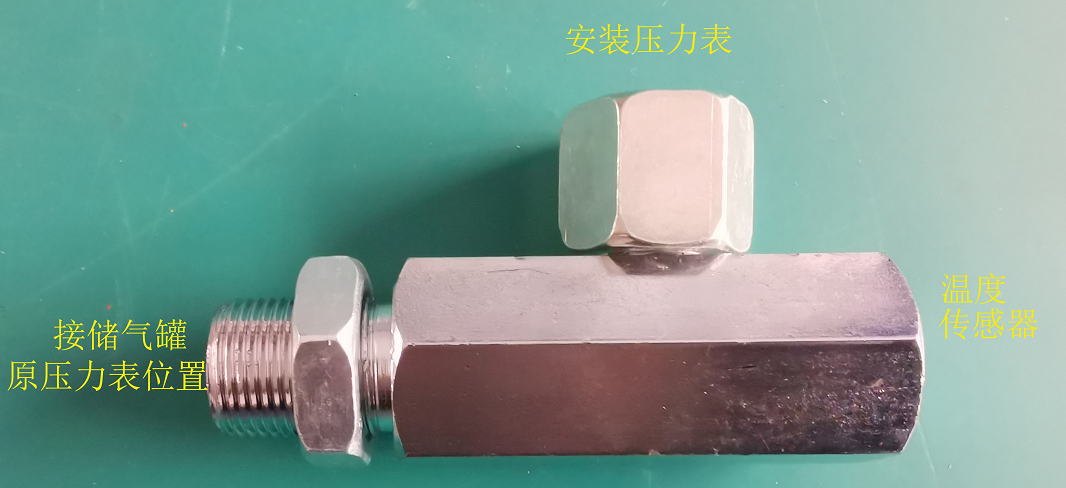 安装压力表
温度
传感器
接储气罐
原压力表位置